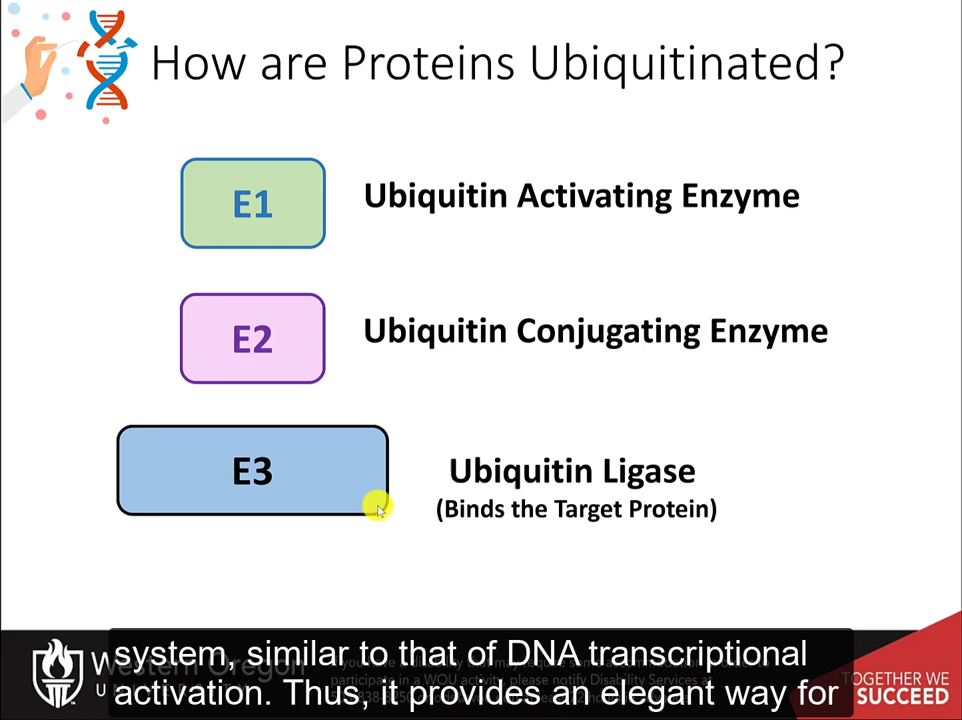 How are Proteins Ubiquitinated?
E1
Ubiquitin Activating Enzyme
E2
Ubiquitin Conjugating Enzyme
E3
Ubiquitin Ligase
(Binds the Target Protein)
system, similar to that of DNA transcriptional
activation. Thus, it provides an elegant way for
Western Oregon
participate in a WOU activity, please notify Disability Services at
TOGETHER WE
SUCCEED